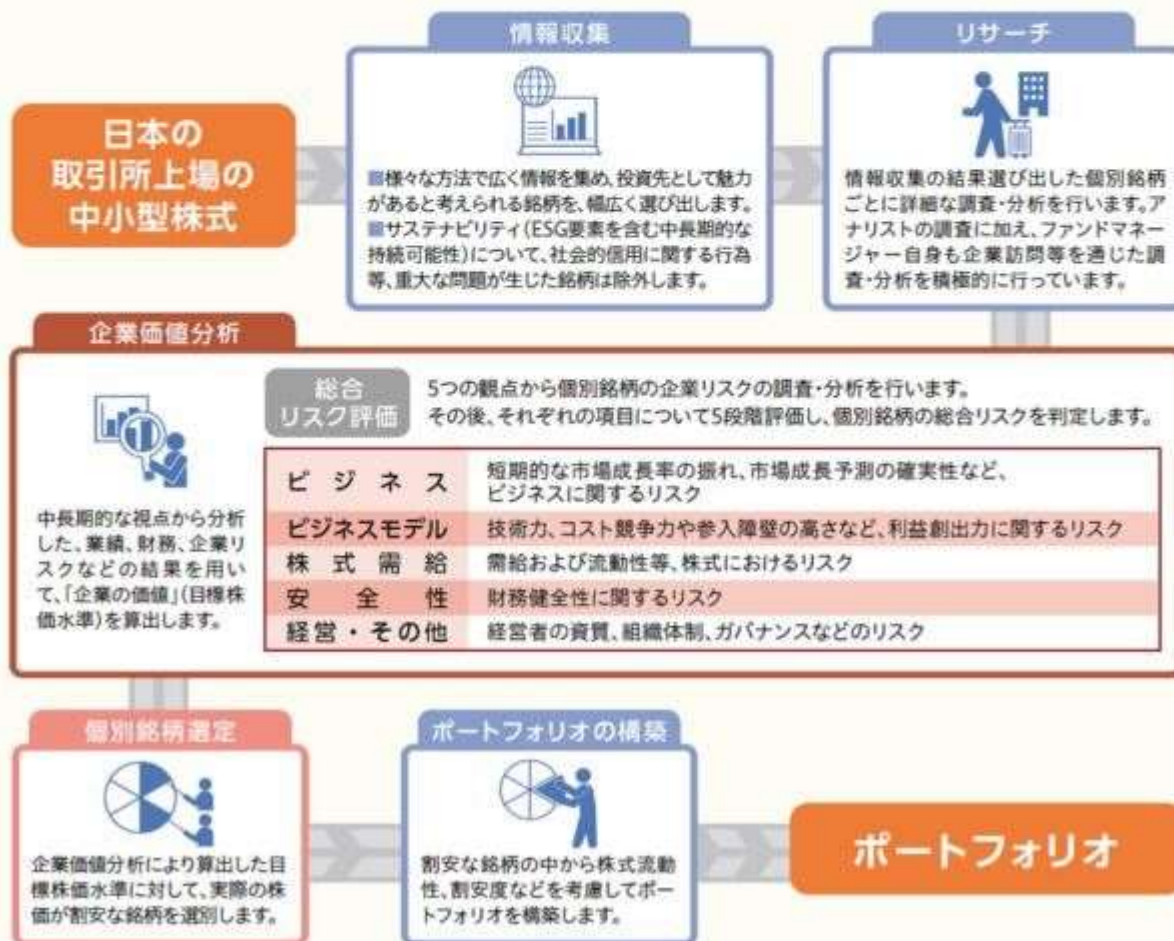 日本の
取引所上場の
中小型株式
情報収集
■様々な方法で広く情報を集め、投資先として魅力
があると考えられる銘柄を、幅広く選び出します。
■サステナビリティ(ESG要素を含む中長期的な
持続可能性)について、社会的信用に関する行為
等、重大な問題が生じた銘柄は除外します。
リサーチ
情報収集の結果選び出した個別銘柄
ごとに詳細な調査・分析を行います。ア
ナリストの調査に加え、ファンドマネー
ジャー自身も企業訪問等を通じた調
査・分析を積極的に行っています。
企業価値分析
中長期的な視点から分析
した、業績、財務、企業リ
スクなどの結果を用い
て、「企業の価値」(目標株
価水準)を算出します。
総合
リスク評価
5つの観点から個別銘柄の企業リスクの調査・分析を行います。
その後、それぞれの項目について5段階評価し、個別銘柄の総合リスクを判定します。
ビジネス
短期的な市場成長率の振れ、市場成長予測の確実性など、
ビジネスに関するリスク
ビジネスモデル
技術力、コスト競争力や参入障壁の高さなど、利益創出力に関するリスク
株式需給
需給および流動性等、株式におけるリスク
安全性
財務健全性に関するリスク
経営・その他
経営者の資質、組織体制、ガバナンスなどのリスク
個別銘柄選定
企業価値分析により算出した目
標株価水準に対して、実際の株
価が割安な銘柄を選別します。
ポートフォリオの構築
割安な銘柄の中から株式流動
性、割安度などを考慮してポー
トフォリオを構築します。
ポートフォリオ